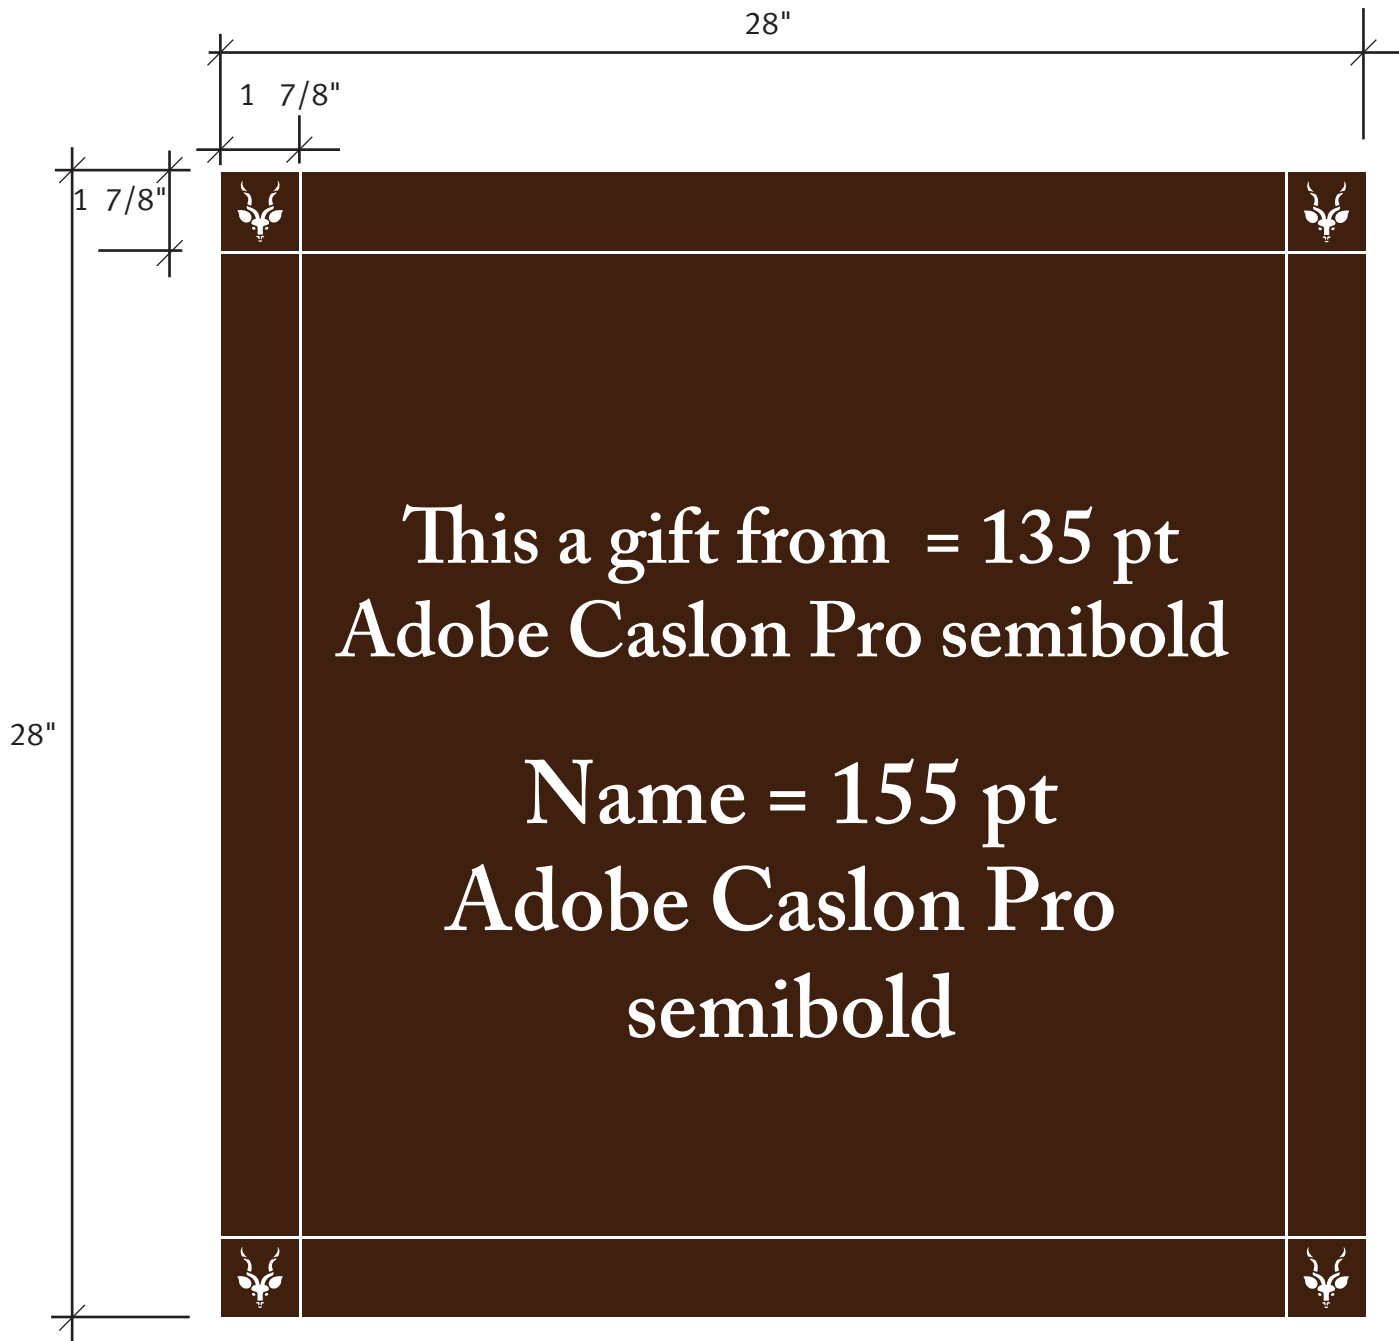 28"
1 7/8"
1 7/8"
This a gift from = 135 pt
Adobe Caslon Pro semibold
28"
Name = 155 pt
Adobe Caslon Pro
semibold